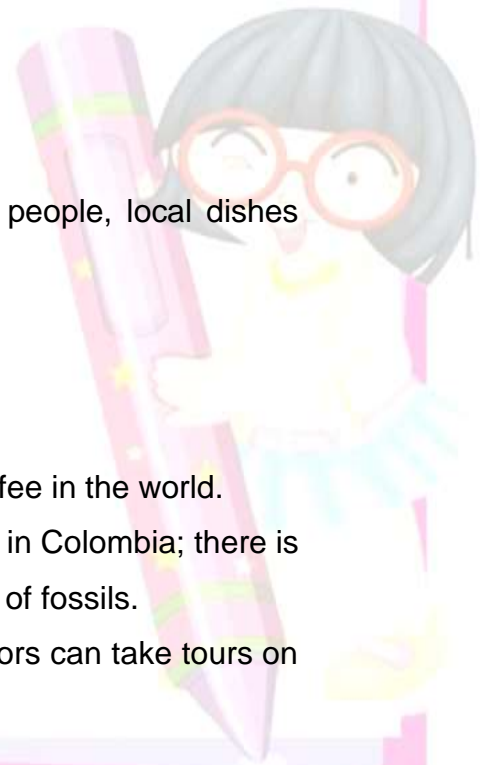 people, local dishes
fee in the world.
in Colombia; there is
of fossils.
ors can take tours on